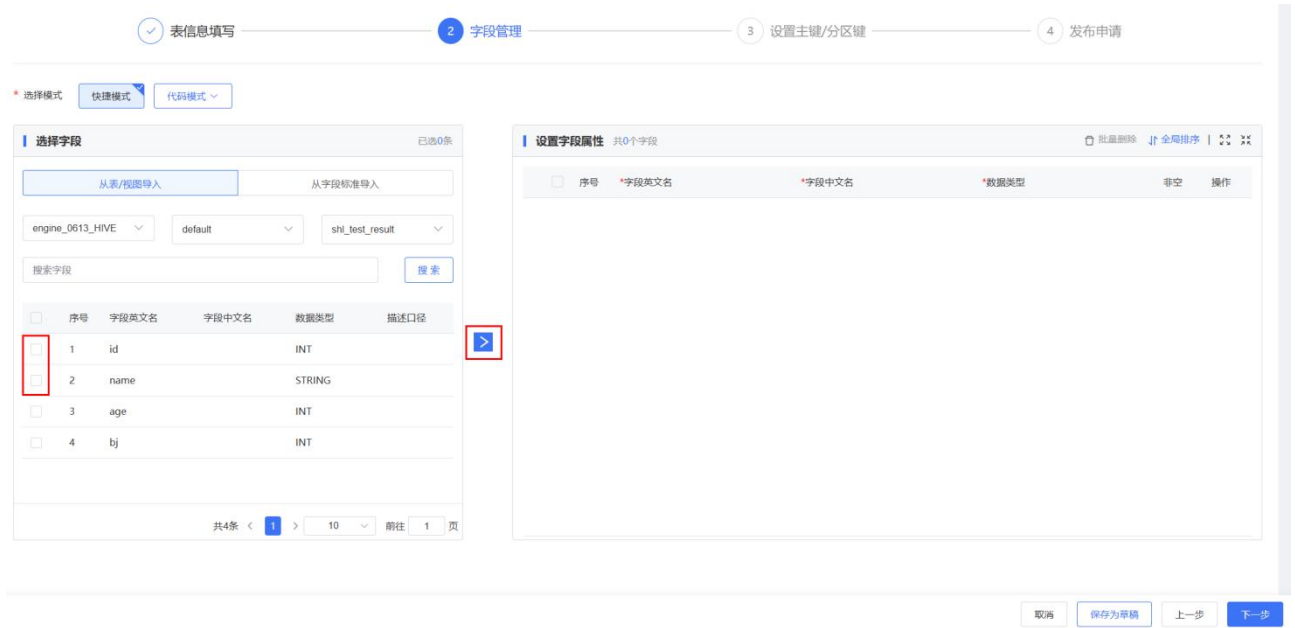 表信息填写 2 字段管理 3 设置主键/分区键 4 发布申请
* 选择模式 快捷模式 代码模式
选择字段 已选0条
从表/视图导入 从字段标准导入
engine_0613_HIVE default shl_test_result
搜索字段 搜索
序号 字段英文名 字段中文名 数据类型 描述口径
1 id INT
2 name STRING
3 age INT
4 bj INT
共4条 < 1 > 10 前往 1 页
>
设置字段属性 共0个字段 批量删除 全局排序
序号 *字段英文名 *字段中文名 *数据类型 非空 操作
取消 保存为草稿 上一步 下一步